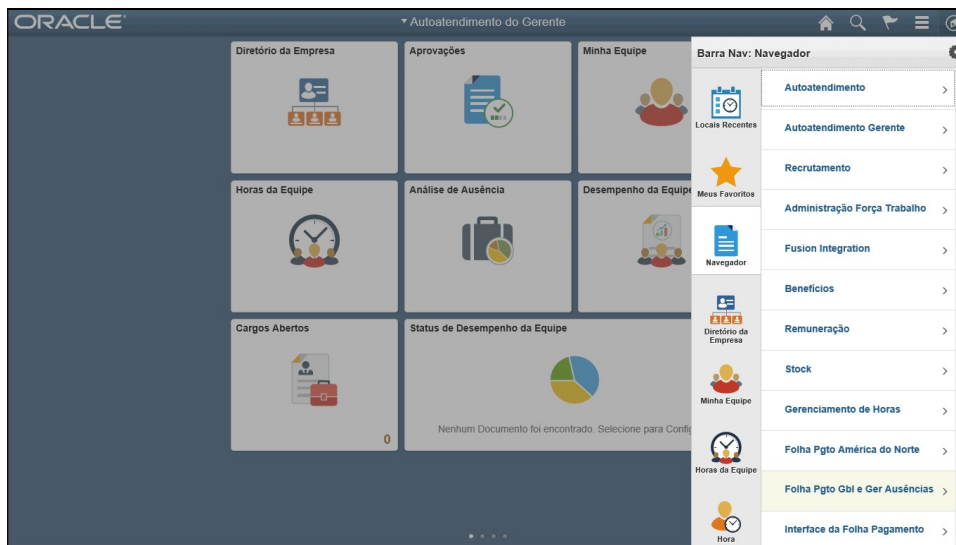 ORACLE
Autoatendimento do Gerente
Diretório da Empresa
Aprovações
Minha Equipe
Horas da Equipe
Análise de Ausência
Desempenho da Equipe
Cargos Abertos
0
Status de Desempenho da Equipe
Nenhum Documento foi encontrado. Selecione para Config
Barra Nav: Navegador
Locais Recentes
Meus Favoritos
Navegador
Diretório da
Empresa
Minha Equipe
Horas da Equipe
Hora
Autoatendimento
Autoatendimento Gerente
Recrutamento
Administração Força Trabalho
Fusion Integration
Benefícios
Remuneração
Stock
Gerenciamento de Horas
Folha Pgto América do Norte
Folha Pgto Gbl e Ger Ausências
Interface da Folha Pagamento